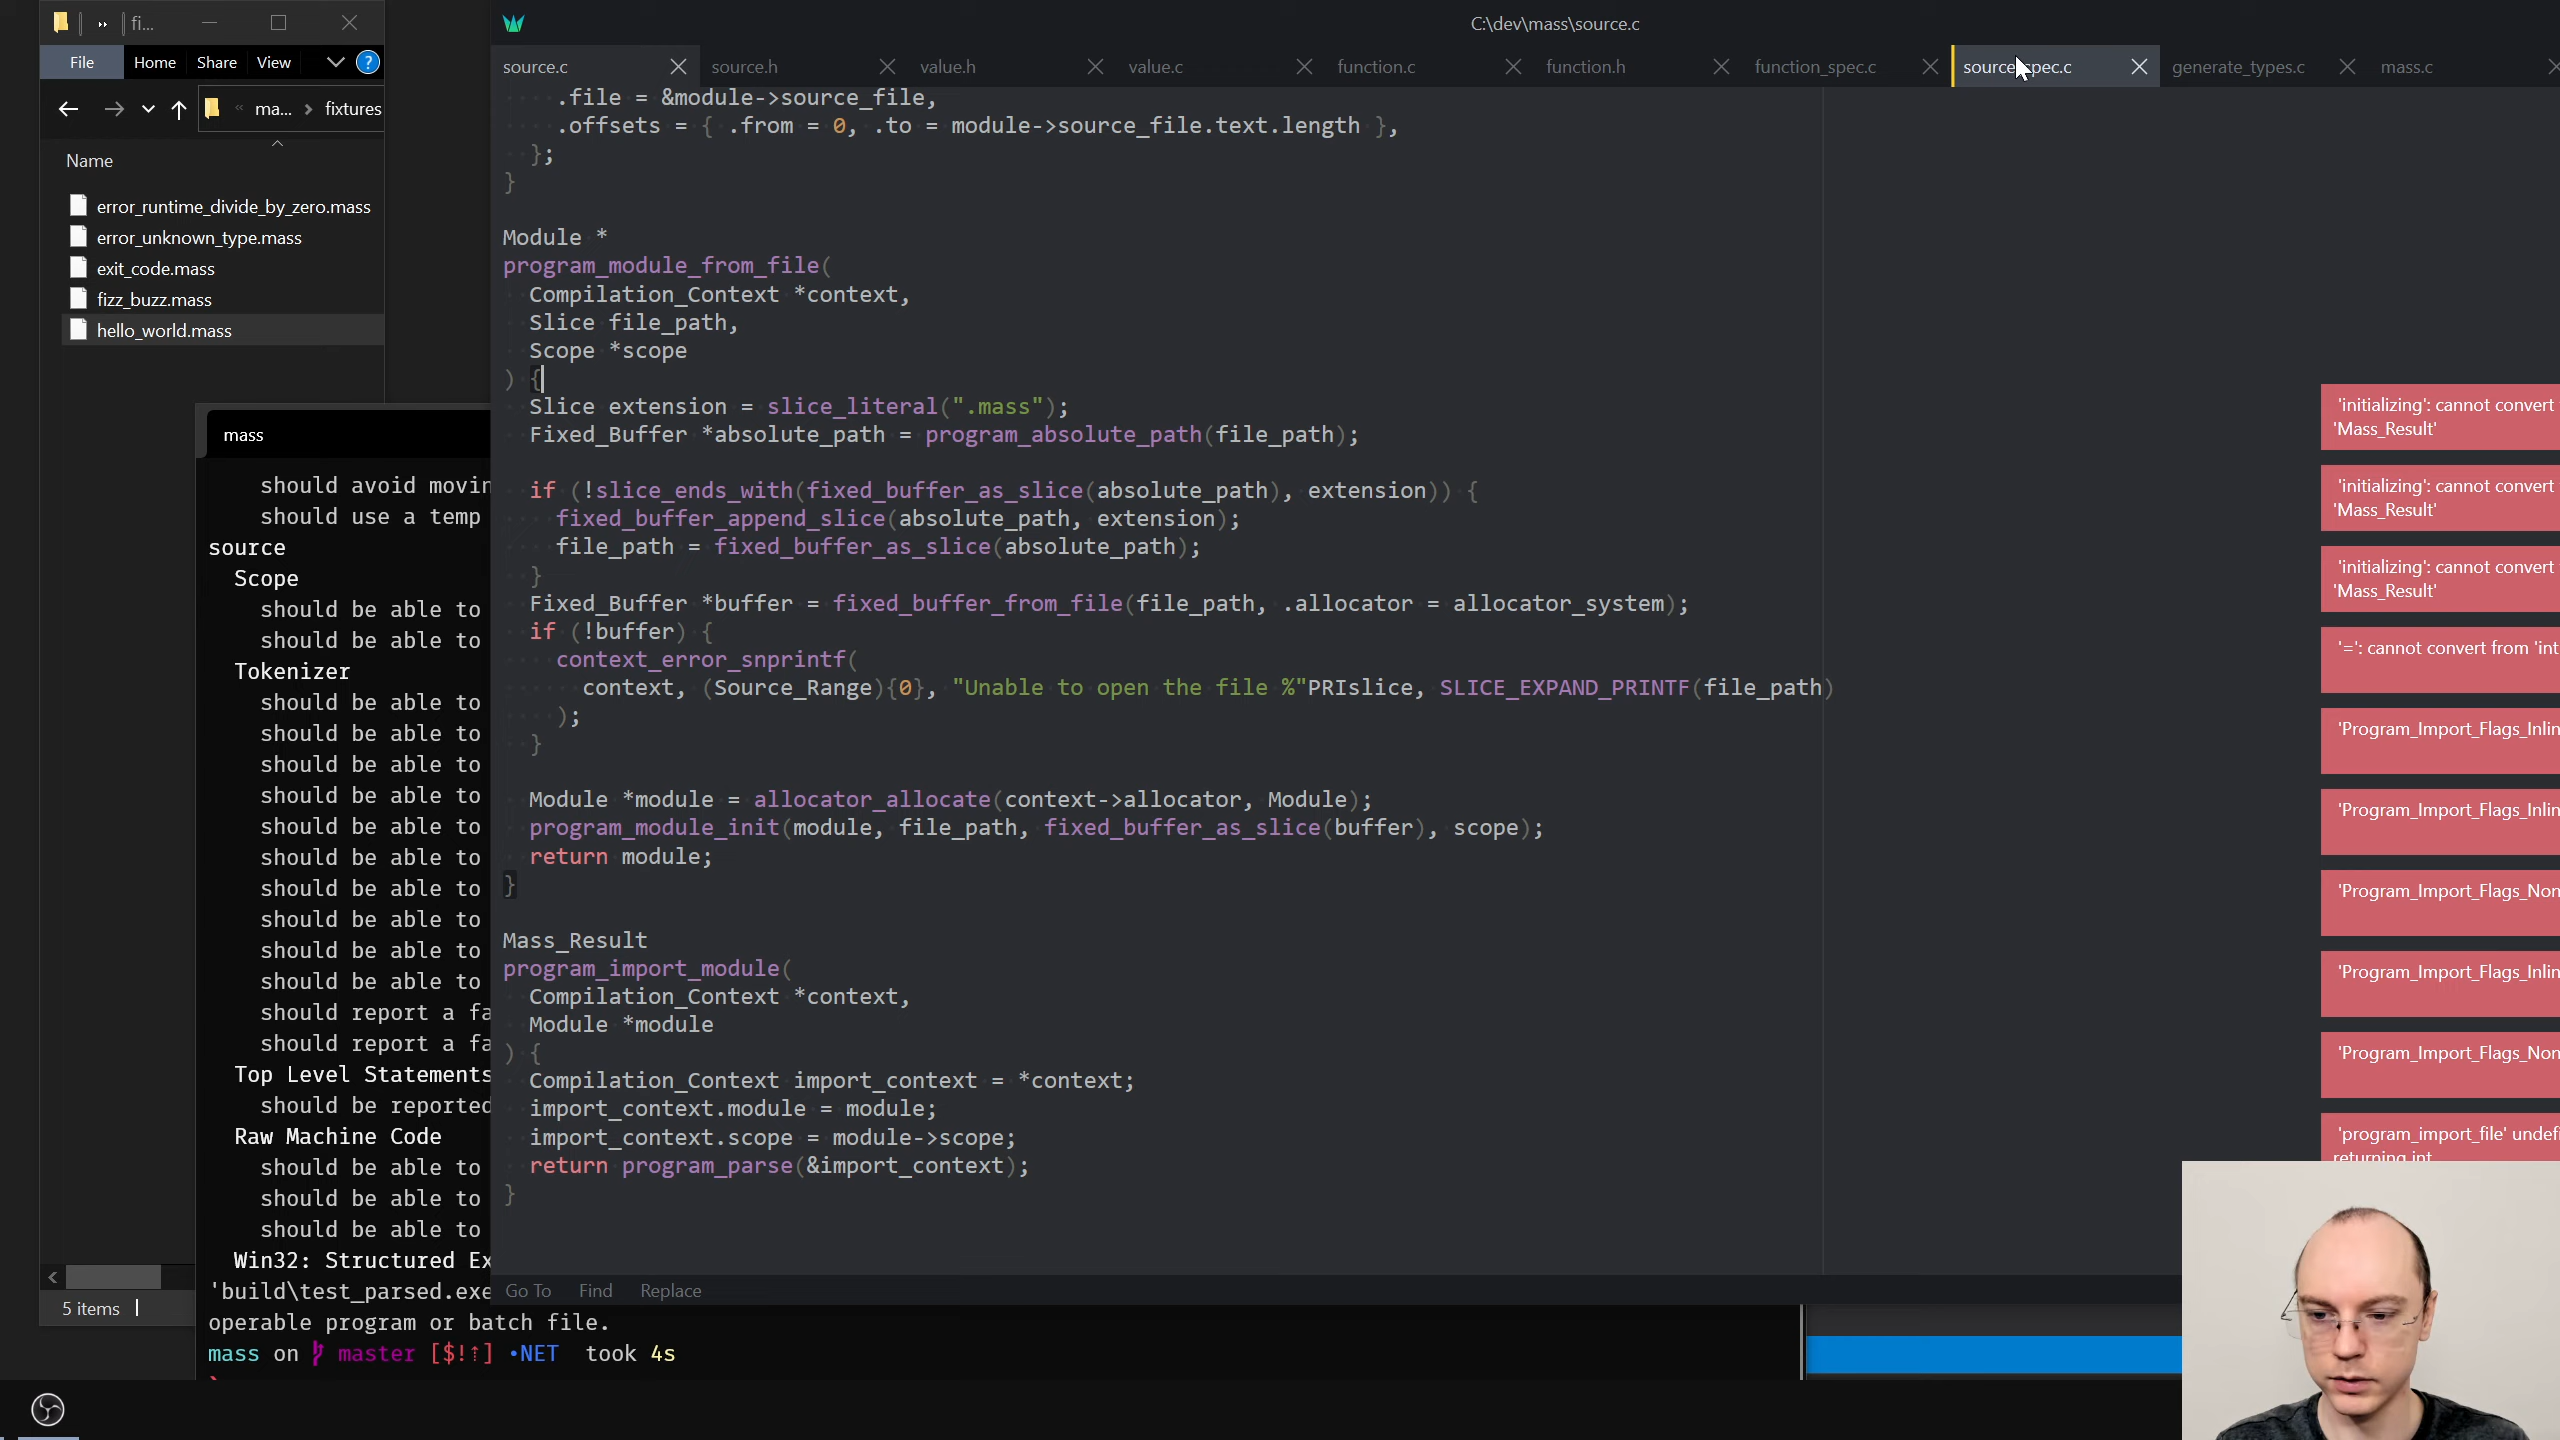 fi...
File
Home
Share
View
ma...
fixtures
Name
error_runtime_divide_by_zero.mass
error_unknown_type.mass
exit_code.mass
fizz_buzz.mass
hello_world.mass
5 items
mass
should avoid movin
should use a temp
source
Scope
should be able to
should be able to
Tokenizer
should be able to
should be able to
should be able to
should be able to
should be able to
should be able to
should be able to
should be able to
should be able to
should be able to
should report a fa
should report a fa
Top Level Statements
should be reported
Raw Machine Code
should be able to
should be able to
should be able to
Win32: Structured Ex
'build\test_parsed.exe
operable program or batch file.
mass on master [$!⇡] •NET took 4s
C:\dev\mass\source.c
source.c
source.h
value.h
value.c
function.c
function.h
function_spec.c
source_spec.c
generate_types.c
mass.c
.file = &module->source_file,
.offsets = { .from = 0, .to = module->source_file.text.length },
};
}
Module *
program_module_from_file(
Compilation_Context *context,
Slice file_path,
Scope *scope
) {
Slice extension = slice_literal(".mass");
Fixed_Buffer *absolute_path = program_absolute_path(file_path);
if (!slice_ends_with(fixed_buffer_as_slice(absolute_path), extension)) {
fixed_buffer_append_slice(absolute_path, extension);
file_path = fixed_buffer_as_slice(absolute_path);
}
Fixed_Buffer *buffer = fixed_buffer_from_file(file_path, .allocator = allocator_system);
if (!buffer) {
context_error_snprintf(
context, (Source_Range){0}, "Unable to open the file %"PRIslice, SLICE_EXPAND_PRINTF(file_path)
);
}
Module *module = allocator_allocate(context->allocator, Module);
program_module_init(module, file_path, fixed_buffer_as_slice(buffer), scope);
return module;
}
Mass_Result
program_import_module(
Compilation_Context *context,
Module *module
) {
Compilation_Context import_context = *context;
import_context.module = module;
import_context.scope = module->scope;
return program_parse(&import_context);
}
Go To
Find
Replace
'initializing': cannot convert
'Mass_Result'
'initializing': cannot convert
'Mass_Result'
'initializing': cannot convert
'Mass_Result'
'=': cannot convert from 'int
'Program_Import_Flags_Inlin
'Program_Import_Flags_Inlin
'Program_Import_Flags_Non
'Program_Import_Flags_Inlin
'Program_Import_Flags_Non
'program_import_file' undefi
returning int